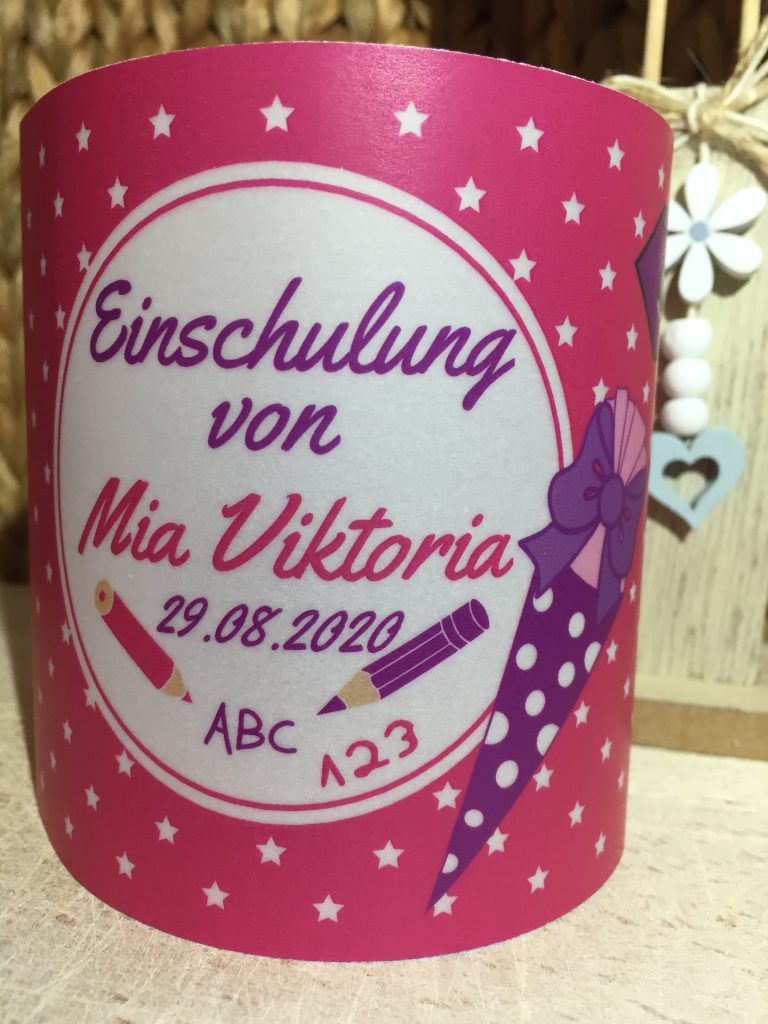 Einschulung
von
Mia Viktoria
29.08.2020
ABC
123